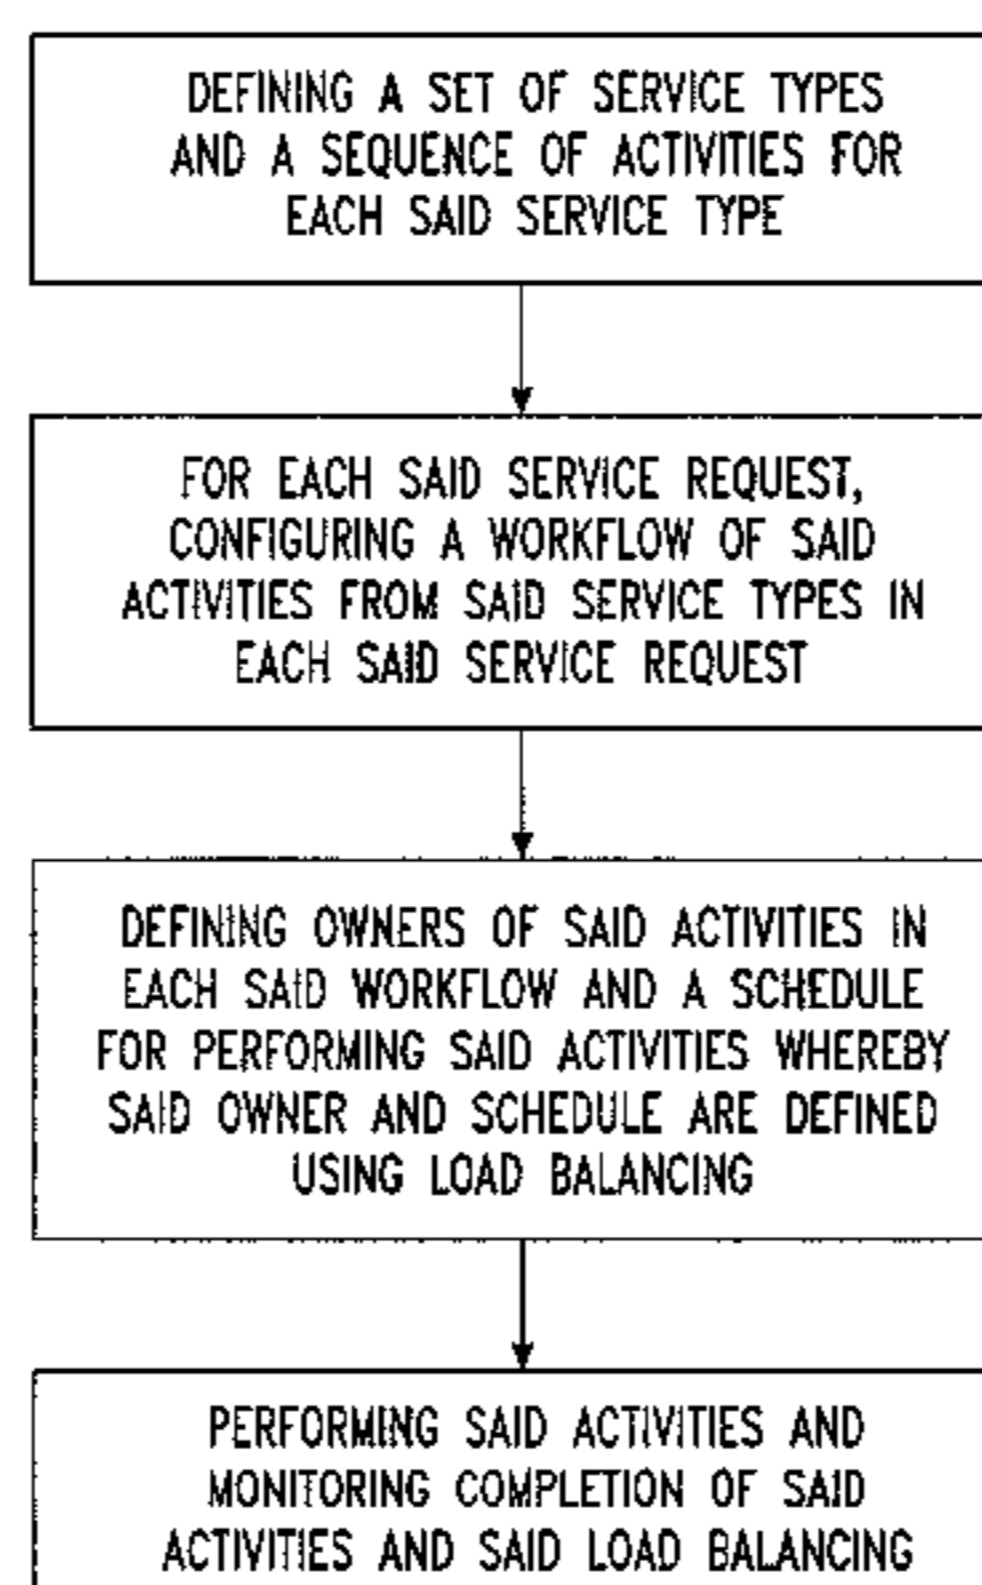 DEFINING A SET OF SERVICE TYPES
AND A SEQUENCE OF ACTIVITIES FOR
EACH SAID SERVICE TYPE
FOR EACH SAID SERVICE REQUEST,
CONFIGURING A WORKFLOW OF SAID
ACTIVITIES FROM SAID SERVICE TYPES IN
EACH SAID SERVICE REQUEST
DEFINING OWNERS OF SAID ACTIVITIES IN
EACH SAID WORKFLOW AND A SCHEDULE
FOR PERFORMING SAID ACTIVITIES WHEREBY
SAID OWNER AND SCHEDULE ARE DEFINED
USING LOAD BALANCING
PERFORMING SAID ACTIVITIES AND
MONITORING COMPLETION OF SAID
ACTIVITIES AND SAID LOAD BALANCING